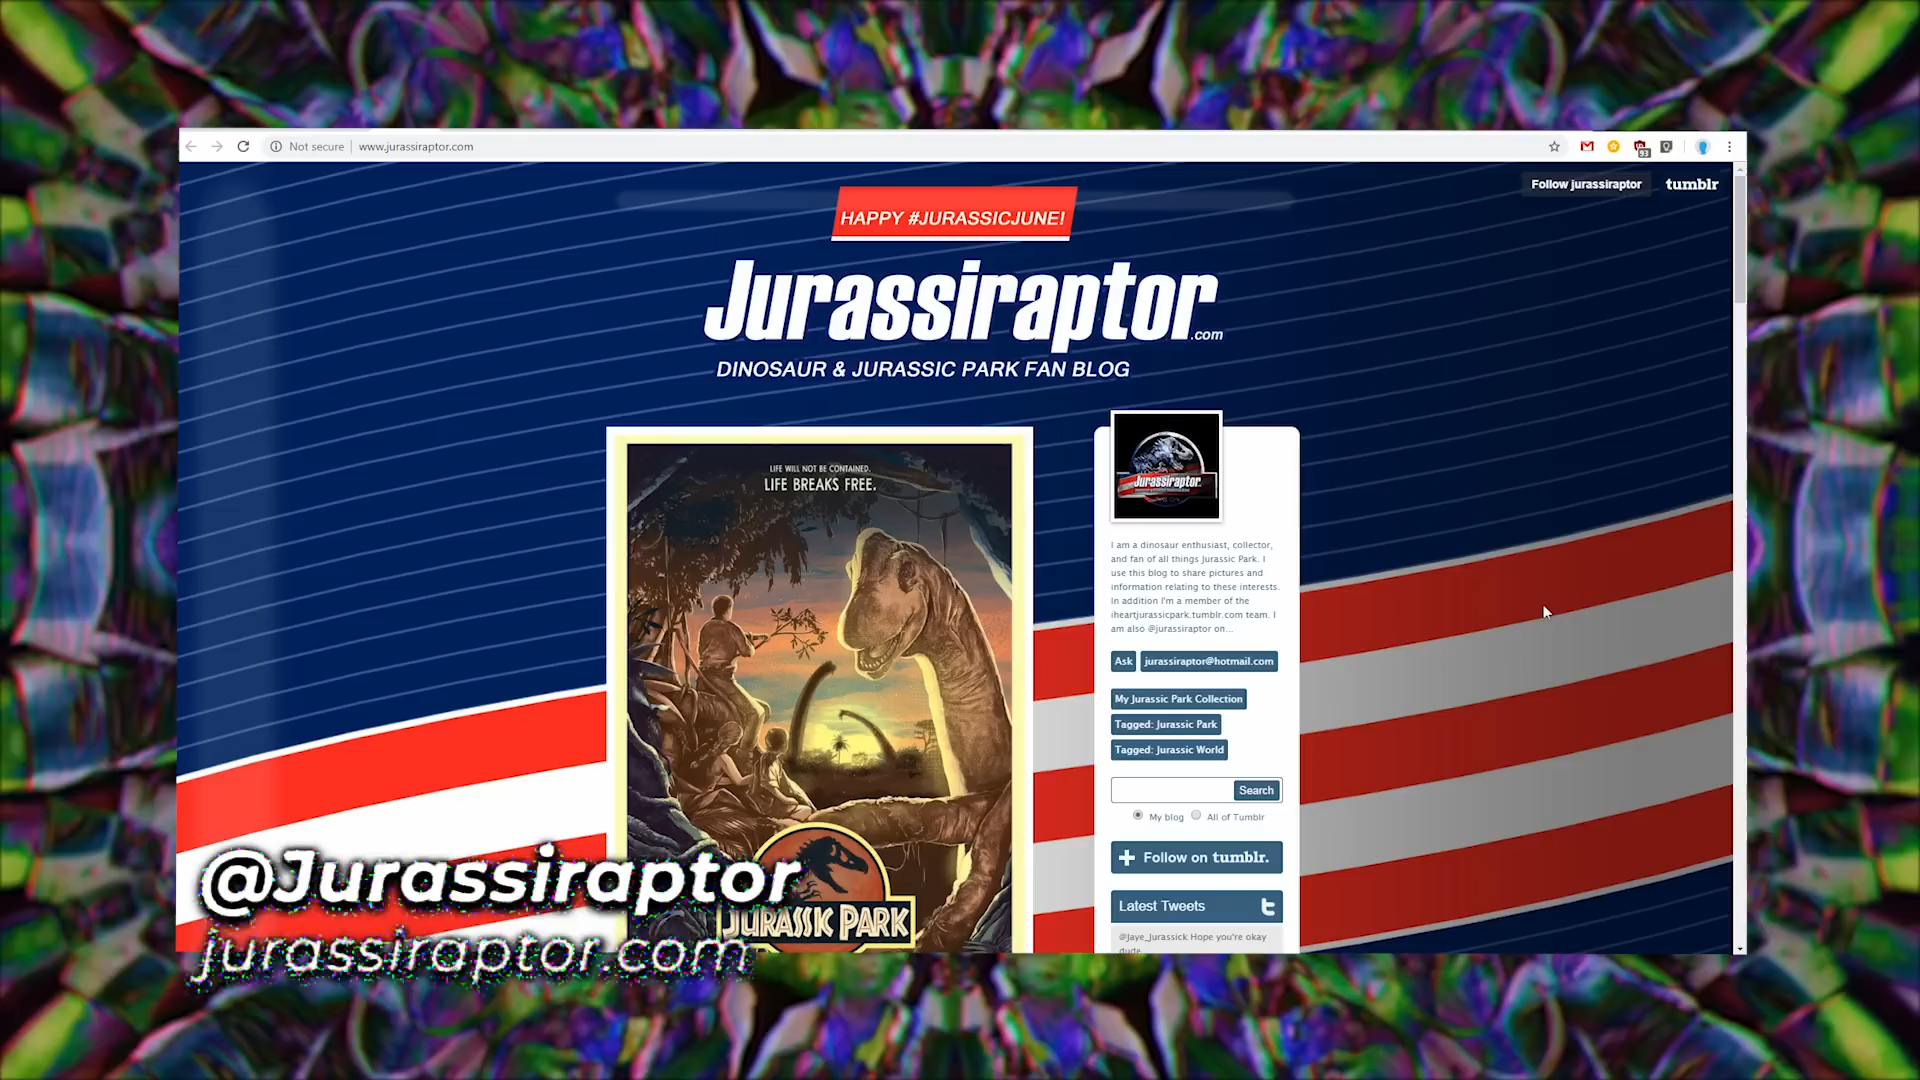 Not secure | www.jurassiraptor.com
93
Follow jurassiraptor
tumblr
HAPPY #JURASSICJUNE!
Jurassiraptor.com
DINOSAUR & JURASSIC PARK FAN BLOG
LIFE WILL NOT BE CONTAINED.
LIFE BREAKS FREE.
JURASSIC PARK
Jurassiraptor
I am a dinosaur enthusiast, collector,
and fan of all things Jurassic Park. I
use this blog to share pictures and
information relating to these interests.
In addition I'm a member of the
iheartjurassicpark.tumblr.com team. I
am also @jurassiraptor on...
Ask
jurassiraptor@hotmail.com
My Jurassic Park Collection
Tagged: Jurassic Park
Tagged: Jurassic World
Search
My blog
All of Tumblr
Follow on tumblr.
Latest Tweets
@Jaye_Jurassick Hope you're okay
dude
@Jurassiraptor
jurassiraptor.com